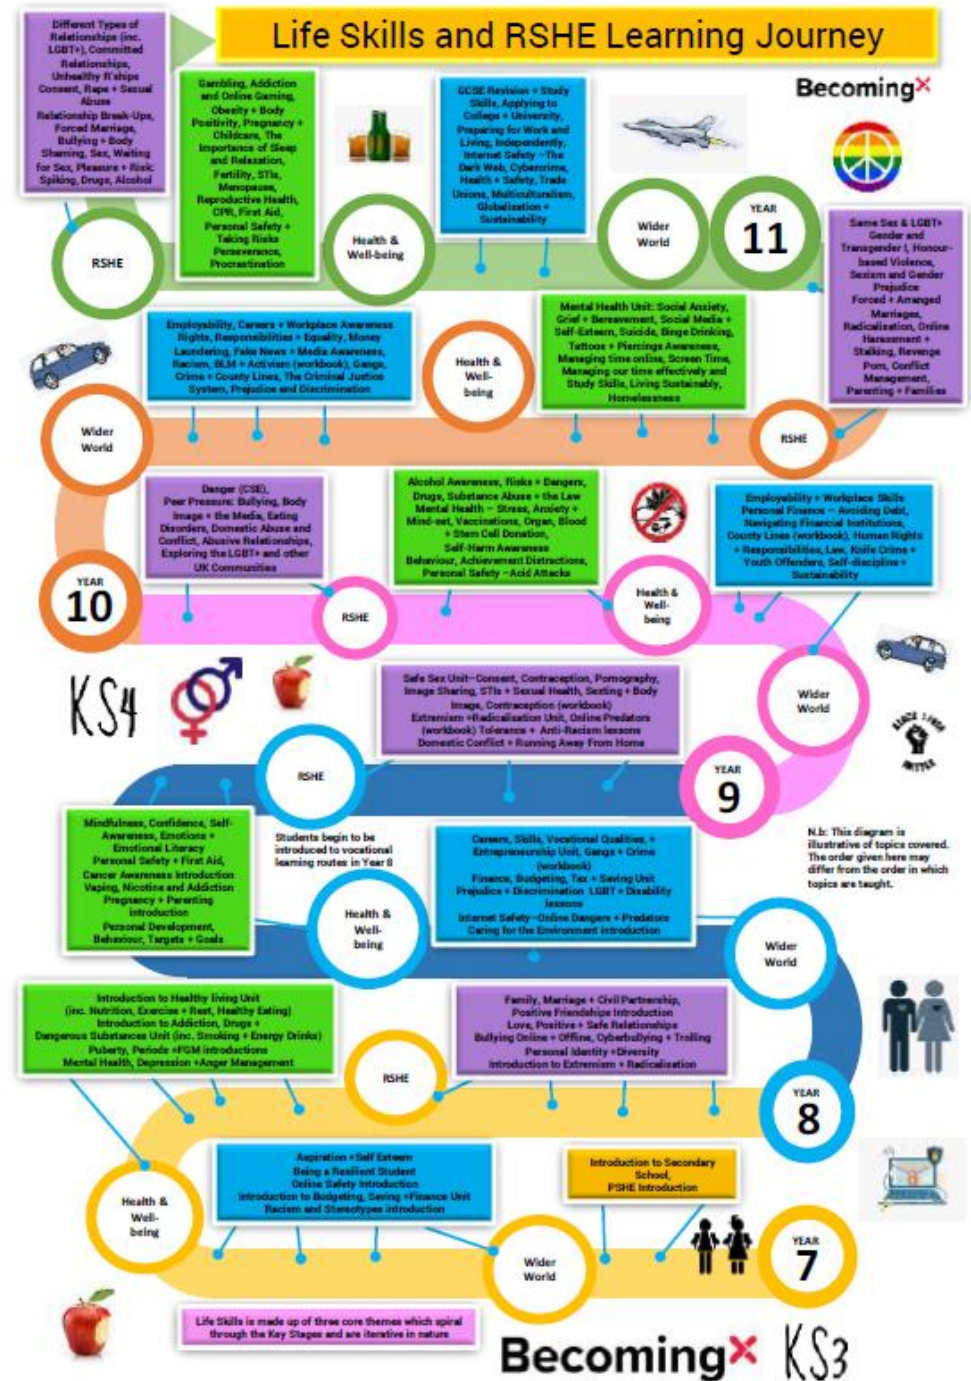 Life Skills and RSHE Learning Journey
Different Types of
Relationships (inc.
LGBT+), Committed
Relationships,
Unhealthy R'ships
Consent, Rape + Sexual
Abuse
Relationship Break-Ups,
Forced Marriage,
Bullying + Body
Shaming, Sex, Waiting
for Sex, Pleasure + Risk:
Spiking, Drugs, Alcohol
Gambling, Addiction
and Online Gaming,
Obesity + Body
Positivity, Pregnancy +
Childcare, The
Importance of Sleep
and Relaxation,
Fertility, STIs,
Menopause,
Reproductive Health,
CPR, First Aid,
Personal Safety +
Taking Risks
Perseverance,
Procrastination
GCSE Revision + Study
Skills, Applying to
College + University,
Preparing for Work and
Living, Independently,
Internet Safety –The
Dark Web, Cybercrime,
Health + Safety, Trade
Unions, Multiculturalism,
Globalisation +
Sustainability
BecomingX
RSHE
Health &
Well-being
Wider
World
YEAR
11
Same Sex & LGBT+
Gender and
Transgender I, Honour-
based Violence,
Sexism and Gender
Prejudice
Forced + Arranged
Marriages,
Radicalisation, Online
Harassment +
Stalking, Revenge
Porn, Conflict
Management,
Parenting + Families
Employability, Careers + Workplace Awareness
Rights, Responsibilities + Equality, Money
Laundering, Fake News + Media Awareness,
Racism, BLM + Activism (workbook), Gangs,
Crime + County Lines, The Criminal Justice
System, Prejudice and Discrimination
Health &
Well-
being
Mental Health Unit: Social Anxiety,
Grief + Bereavement, Social Media +
Self-Esteem, Suicide, Binge Drinking,
Tattoos + Piercings Awareness,
Managing time online, Screen Time,
Managing our time effectively and
Study Skills, Living Sustainably,
Homelessness
Wider
World
RSHE
Danger (CSE),
Peer Pressure: Bullying, Body
Image + the Media, Eating
Disorders, Domestic Abuse and
Conflict, Abusive Relationships,
Exploring the LGBT+ and other
UK Communities
Alcohol Awareness, Risks + Dangers,
Drugs, Substance Abuse + the Law
Mental Health – Stress, Anxiety +
Mind-set, Vaccinations, Organ, Blood
+ Stem Cell Donation,
Self-Harm Awareness
Behaviour, Achievement Distractions,
Personal Safety –Acid Attacks
Employability + Workplace Skills
Personal Finance – Avoiding Debt,
Navigating Financial Institutions,
County Lines (workbook), Human Rights
+ Responsibilities, Law, Knife Crime +
Youth Offenders, Self-discipline +
Sustainability
YEAR
10
RSHE
Health &
Well-
being
KS4
Safe Sex Unit–Consent, Contraception, Pornography,
Image Sharing, STIs + Sexual Health, Sexting + Body
Image, Contraception (workbook)
Extremism +Radicalisation Unit, Online Predators
(workbook) Tolerance + Anti-Racism lessons
Domestic Conflict + Running Away From Home
Wider
World
BLACK LIVES
MATTER
RSHE
YEAR
9
Mindfulness, Confidence, Self-
Awareness, Emotions +
Emotional Literacy
Personal Safety + First Aid,
Cancer Awareness Introduction
Vaping, Nicotine and Addiction
Pregnancy + Parenting
introduction
Personal Development,
Behaviour, Targets + Goals
Students begin to be
introduced to vocational
learning routes in Year 8
Careers, Skills, Vocational Qualities, +
Entrepreneurship Unit, Gangs + Crime
(workbook)
Finance, Budgeting, Tax + Saving Unit
Prejudice + Discrimination LGBT + Disability
lessons
Internet Safety–Online Dangers + Predators
Caring for the Environment introduction
N.b: This diagram is
illustrative of topics covered.
The order given here may
differ from the order in which
topics are taught.
Health &
Well-
being
Wider
World
Introduction to Healthy living Unit
(inc. Nutrition, Exercise + Rest, Healthy Eating)
Introduction to Addiction, Drugs +
Dangerous Substances Unit (inc. Smoking + Energy Drinks)
Puberty, Periods +FGM introductions
Mental Health, Depression +Anger Management
Family, Marriage + Civil Partnership,
Positive Friendships Introduction
Love, Positive + Safe Relationships
Bullying Online + Offline, Cyberbullying + Trolling
Personal Identity +Diversity
Introduction to Extremism + Radicalisation
RSHE
YEAR
8
Aspiration +Self Esteem
Being a Resilient Student
Online Safety Introduction
Introduction to Budgeting, Saving +Finance Unit
Racism and Stereotypes introduction
Introduction to Secondary
School,
PSHE Introduction
Health &
Well-
being
Wider
World
YEAR
7
Life Skills is made up of three core themes which spiral
through the Key Stages and are iterative in nature
BecomingX
KS3